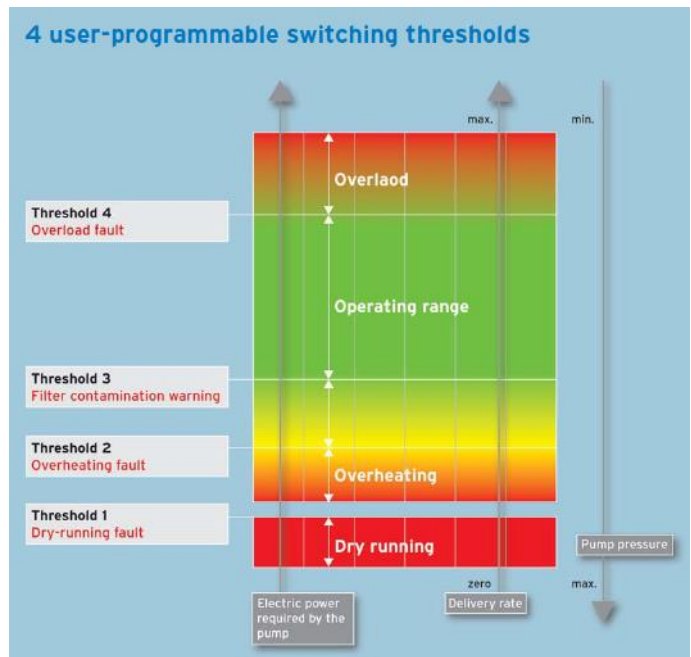 4 user-programmable switching thresholds
max.
min.
Overlaod
Threshold 4
Overload fault
Operating range
Threshold 3
Filter contamination warning
Threshold 2
Overheating fault
Overheating
Threshold 1
Dry-running fault
Dry running
Pump pressure
zero
max.
Electric power
required by the
pump
Delivery rate